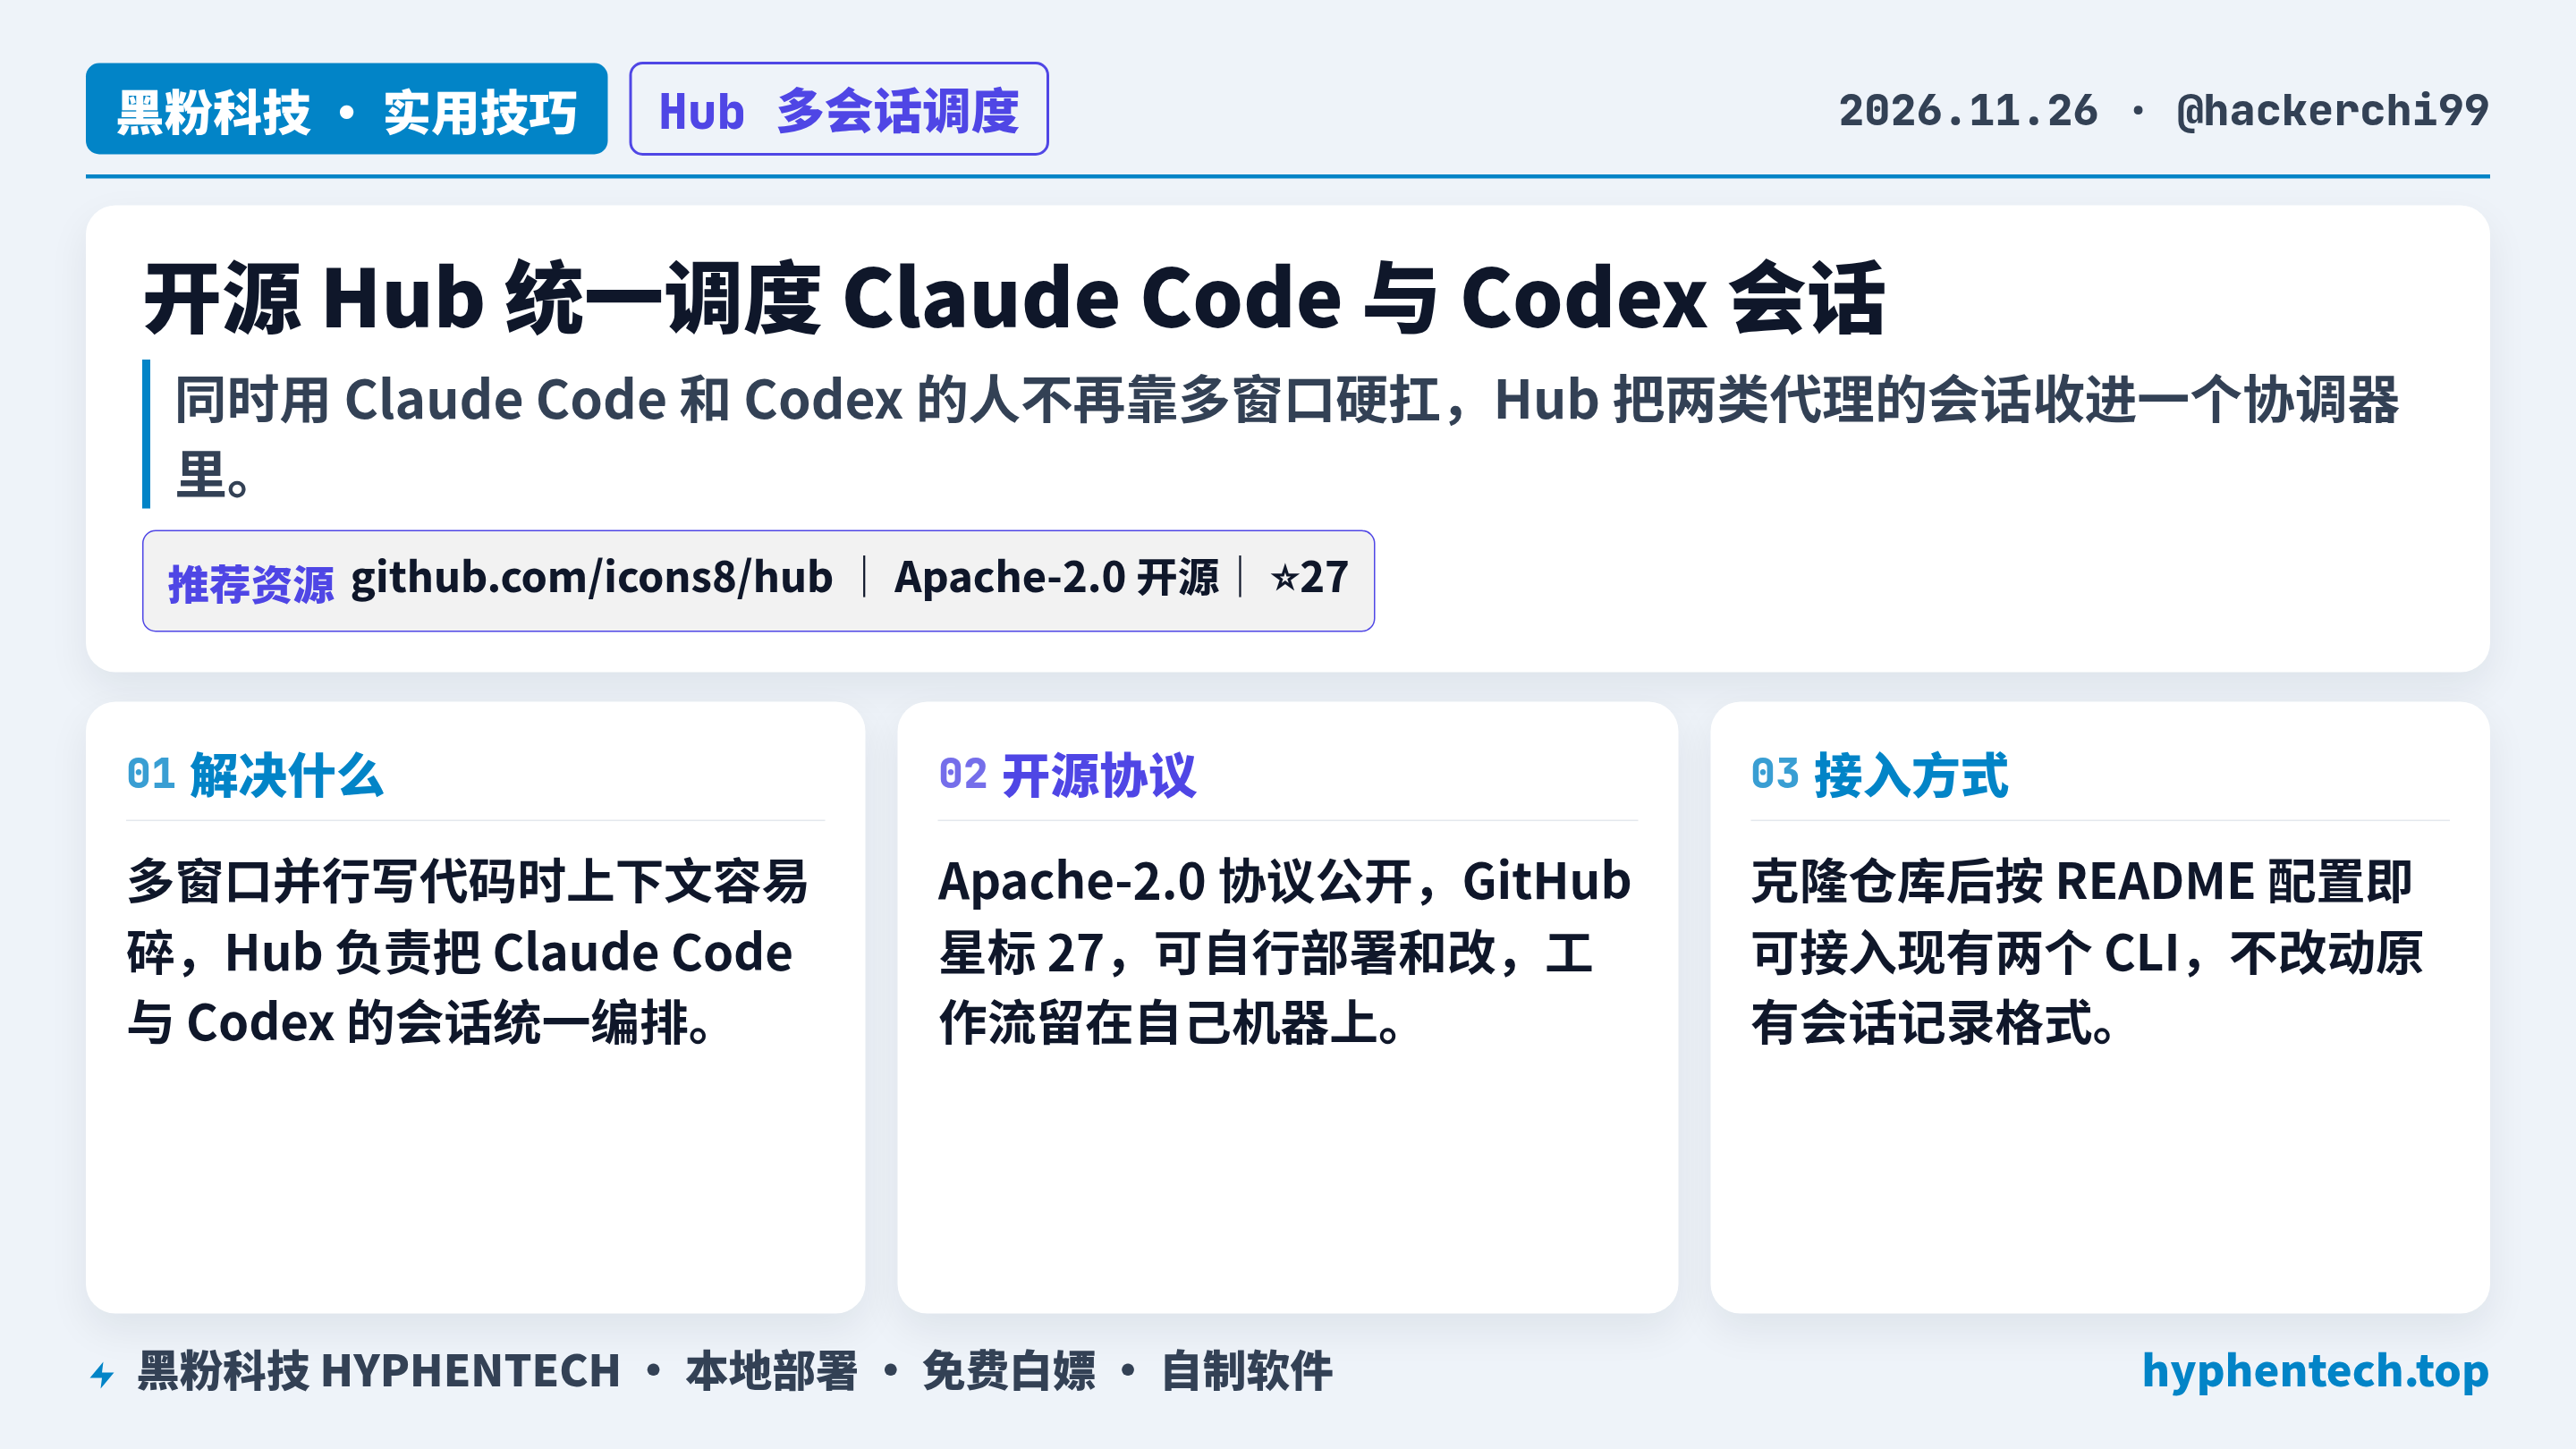 黑粉科技 · 实用技巧
Hub 多会话调度
2026.11.26 · @hackerchi99
开源 Hub 统一调度 Claude Code 与 Codex 会话
同时用 Claude Code 和 Codex 的人不再靠多窗口硬扛，Hub 把两类代理的会话收进一个协调器
里。
推荐资源 github.com/icons8/hub ｜ Apache-2.0 开源｜ ☆27
01 解决什么
多窗口并行写代码时上下文容易
碎，Hub 负责把 Claude Code
与 Codex 的会话统一编排。
02 开源协议
Apache-2.0 协议公开，GitHub
星标 27，可自行部署和改，工
作流留在自己机器上。
03 接入方式
克隆仓库后按 README 配置即
可接入现有两个 CLI，不改动原
有会话记录格式。
黑粉科技 HYPHENTECH · 本地部署 · 免费白嫖 · 自制软件
hyphentech.top